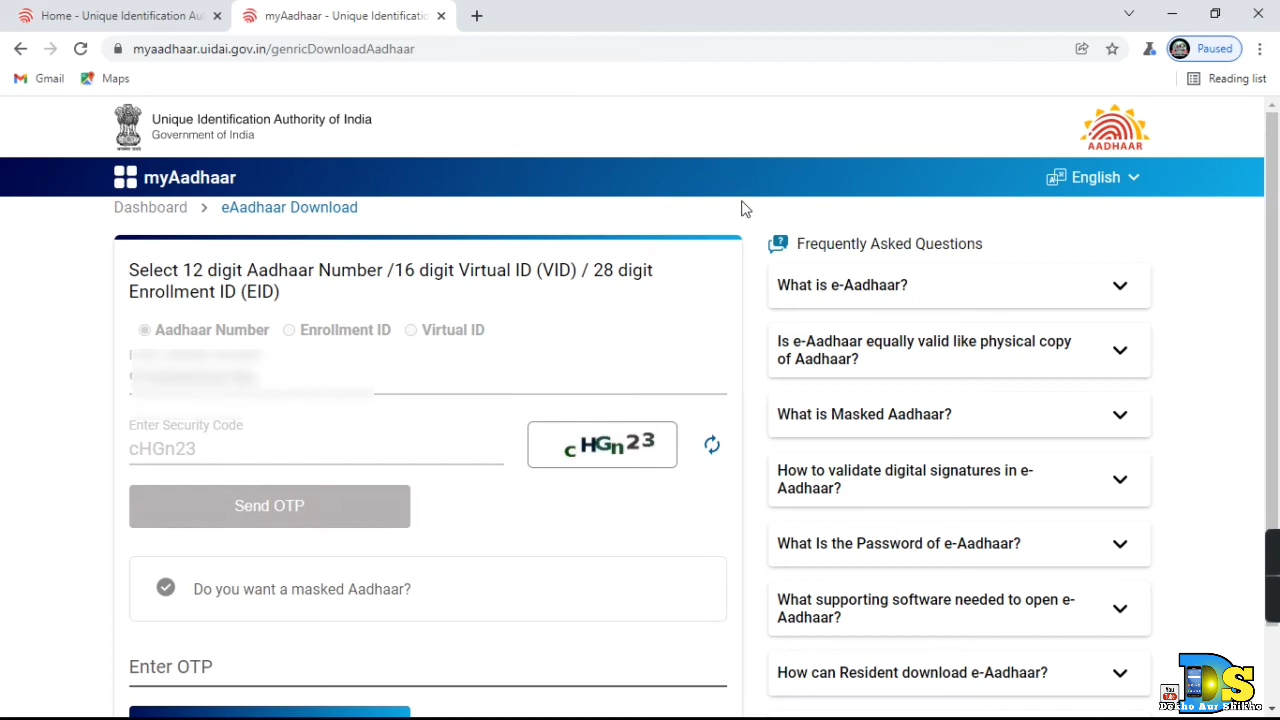 Home - Unique Identification Au
myAadhaar - Unique Identificatio
myaadhaar.uidai.gov.in/genricDownloadAadhaar
Paused
Gmail
Maps
Reading list
Unique Identification Authority of India
Government of India
AADHAAR
myAadhaar
English
Dashboard > eAadhaar Download
Select 12 digit Aadhaar Number /16 digit Virtual ID (VID) / 28 digit
Enrollment ID (EID)
Aadhaar Number
Enrollment ID
Virtual ID
Enter Security Code
cHGn23
cHGn23
Send OTP
Do you want a masked Aadhaar?
Enter OTP
Frequently Asked Questions
What is e-Aadhaar?
Is e-Aadhaar equally valid like physical copy
of Aadhaar?
What is Masked Aadhaar?
How to validate digital signatures in e-
Aadhaar?
What Is the Password of e-Aadhaar?
What supporting software needed to open e-
Aadhaar?
How can Resident download e-Aadhaar?
You
DS
Dekho Aur Shikho